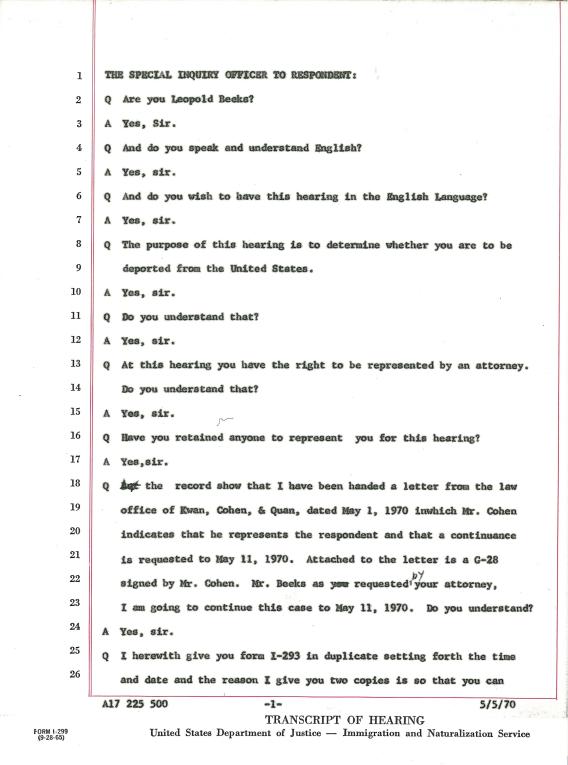 1 THE SPECIAL INQUIRY OFFICER TO RESPONDENT:
2 Q Are you Leopold Beeks?
3 A Yes, Sir.
4 Q And do you speak and understand English?
5 A Yes, sir.
6 Q And do you wish to have this hearing in the English Language?
7 A Yes, sir.
8 Q The purpose of this hearing is to determine whether you are to be
9 deported from the United States.
10 A Yes, sir.
11 Q Do you understand that?
12 A Yes, sir.
13 Q At this hearing you have the right to be represented by an attorney.
14 Do you understand that?
15 A Yes, sir.
16 Q Have you retained anyone to represent you for this hearing?
17 A Yes,sir.
18 Q the record show that I have been handed a letter from the law
19 office of Kwan, Cohen, & Quan, dated May 1, 1970 inwhich Mr. Cohen
20 indicates that he represents the respondent and that a continuance
21 is requested to May 11, 1970. Attached to the letter is a G-28
22 signed by Mr. Cohen. Mr. Beeks as you requested by your attorney,
23 I am going to continue this case to May 11, 1970. Do you understand?
24 A Yes, sir.
25 Q I herewith give you form I-293 in duplicate setting forth the time
26 and date and the reason I give you two copies is so that you can
A17 225 500 -1- 5/5/70
TRANSCRIPT OF HEARING
FORM I-299
(9-28-65)
United States Department of Justice — Immigration and Naturalization Service